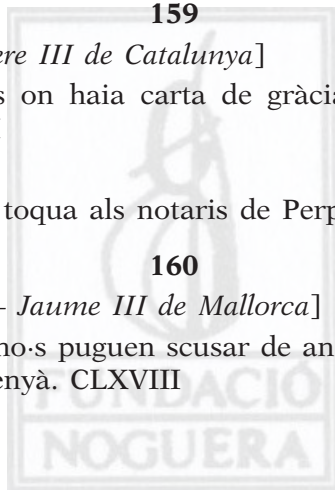 159
ere III de Catalunya]
s on haia carta de gràcia
toqua als notaris de Perp
160
– Jaume III de Mallorca]
no·s puguen scusar de an
enyà. CLXVIII
FUNDACIÓ
NOGUERA